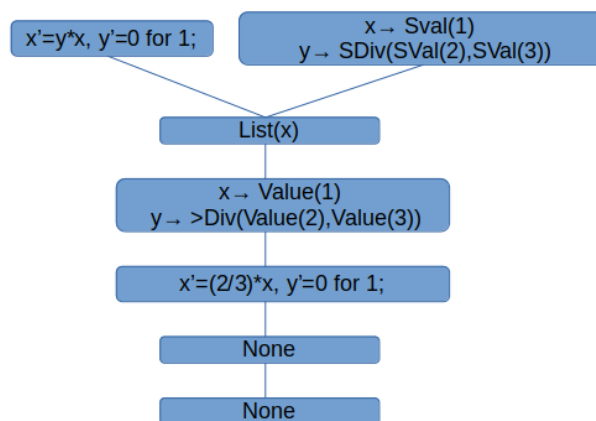 x’=y*x, y’=0 for 1;
x→ Sval(1)
y→ SDiv(SVal(2),SVal(3))
List(x)
x→ Value(1)
y→ >Div(Value(2),Value(3))
x’=(2/3)*x, y’=0 for 1;
None
None